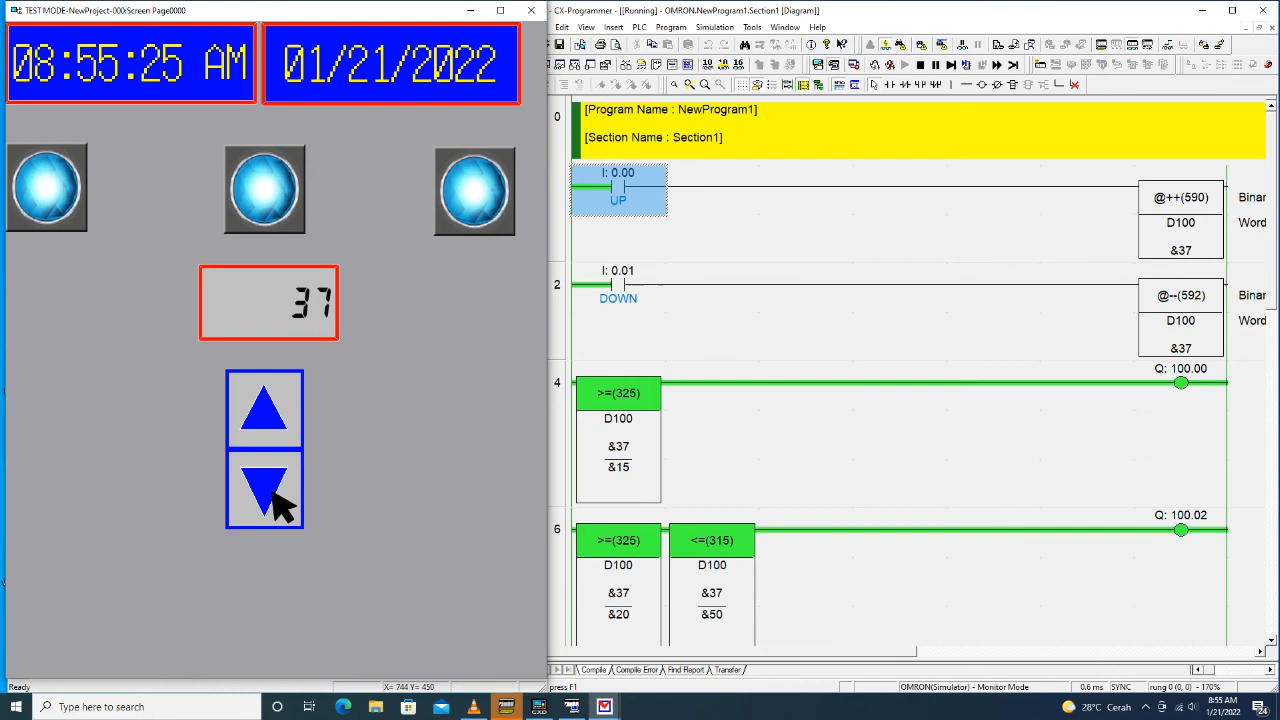 TEST MODE-NewProject-000:Screen Page0000
08:55:25 AM
01/21/2022
37
Ready
X= 744 Y= 450
CX-Programmer - [[Running] - OMRON.NewProgram1.Section1 [Diagram]]
Edit View Insert PLC Program Simulation Tools Window Help
0
[Program Name : NewProgram1]
[Section Name : Section1]
I: 0.00
UP
@++(590)
Binar
D100
Word
&37
2
I: 0.01
DOWN
@--(592)
Binar
D100
Word
&37
4
Q: 100.00
>=(325)
D100
&37
&15
6
Q: 100.02
>=(325) <=(315)
D100 D100
&37 &37
&20 &50
Compile Compile Error Find Report Transfer
press F1
OMRON(Simulator) - Monitor Mode
0.6 ms SYNC rung 0 (0, 0) 170%
Type here to search
28°C Cerah
8:55 AM
1/21/2022
24